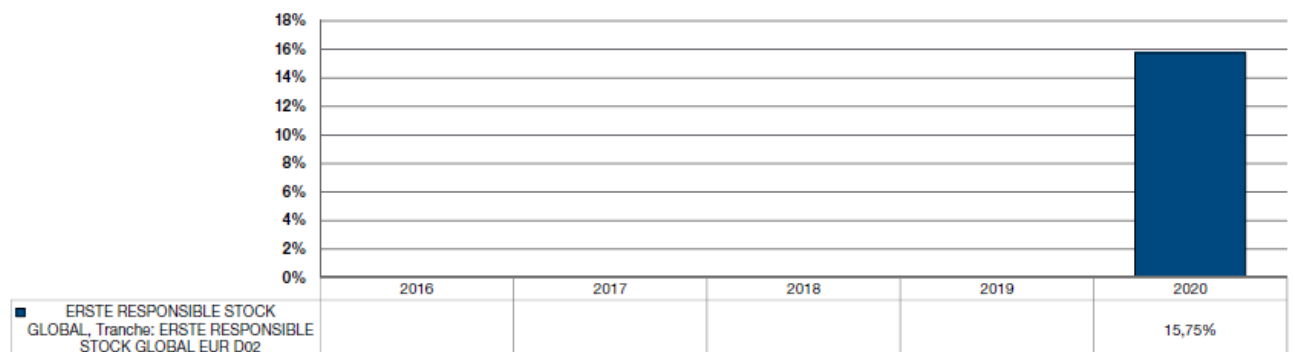 18%
16%
14%
12%
10%
8%
6%
4%
2%
0%
2016 2017 2018 2019 2020
ERSTE RESPONSIBLE STOCK
GLOBAL, Tranche: ERSTE RESPONSIBLE
STOCK GLOBAL EUR D02
15,75%